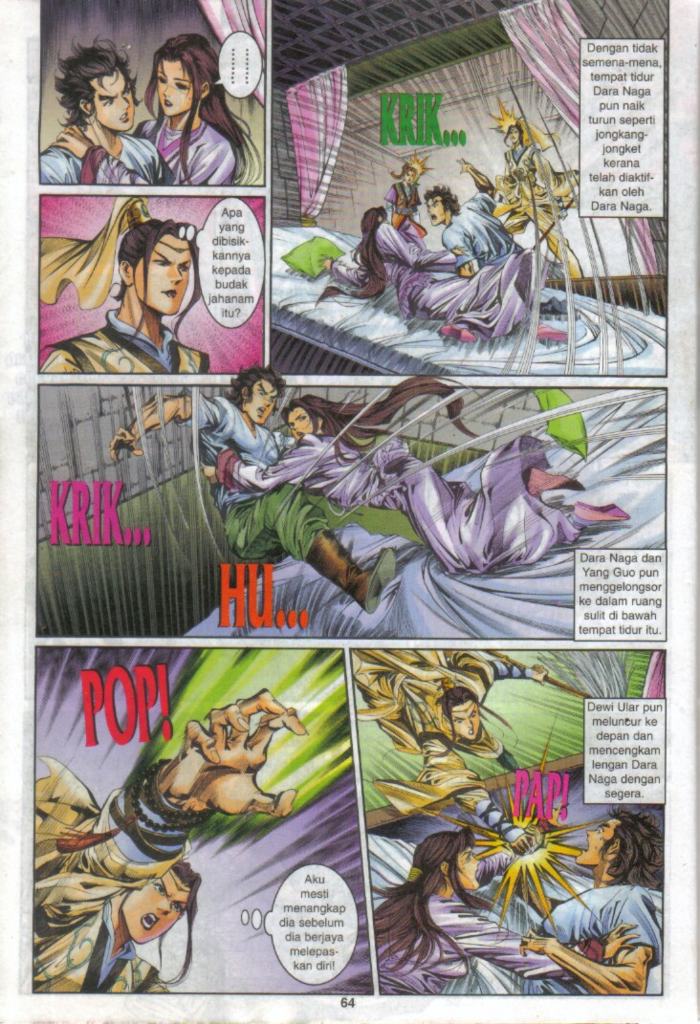 Apa
yang
dibisik-
kannya
kepada
budak
jahanam
itu?
KRIK...
Dengan tidak
semena-mena,
tempat tidur
Dara Naga
pun naik
turun seperti
jongkang-
jongket
kerana
telah diaktif-
kan oleh
Dara Naga.
KRIK...
HU...
Dara Naga dan
Yang Guo pun
menggelongsor
ke dalam ruang
sulit di bawah
tempat tidur itu.
POP!
Aku
mesti
menangkap
dia sebelum
dia berjaya
melepas-
kan diri!
Dewi Ular pun
meluncur ke
depan dan
mencengkam
lengan Dara
Naga dengan
segera.
PAP!
64